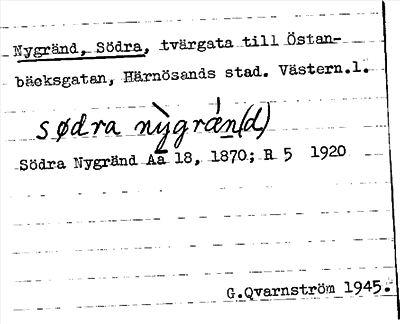 Nygränd, Södra, tvärgata till Östan-
bäcksgatan, Härnösands stad. Västern.l.
sødra nỳgrǽn(d)
Södra Nygränd Aa 18, 1870; R 5 1920
G.Qvarnström 1945.